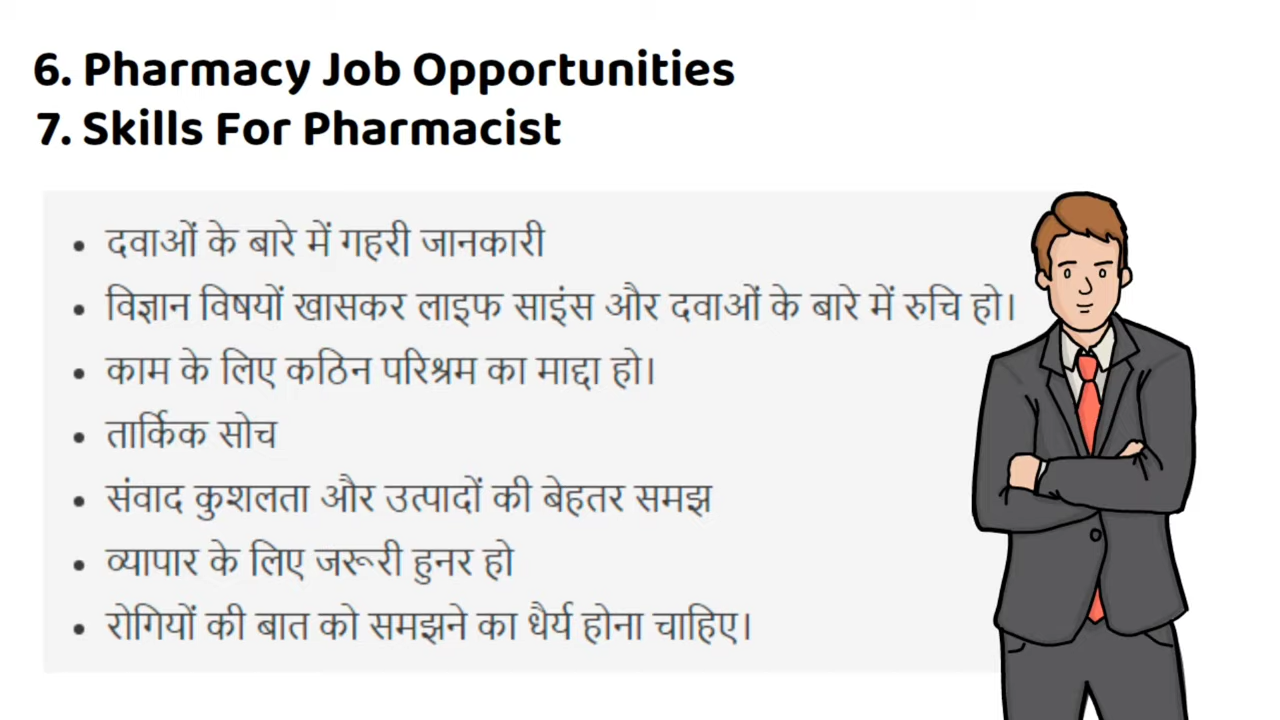 6. Pharmacy Job Opportunities
7. Skills For Pharmacist
• दवाओं के बारे में गहरी जानकारी
• विज्ञान विषयों खासकर लाइफ साइंस और दवाओं के बारे में रुचि हो।
• काम के लिए कठिन परिश्रम का माद्दा हो।
• तार्किक सोच
• संवाद कुशलता और उत्पादों की बेहतर समझ
• व्यापार के लिए जरूरी हुनर हो
• रोगियों की बात को समझने का धैर्य होना चाहिए।